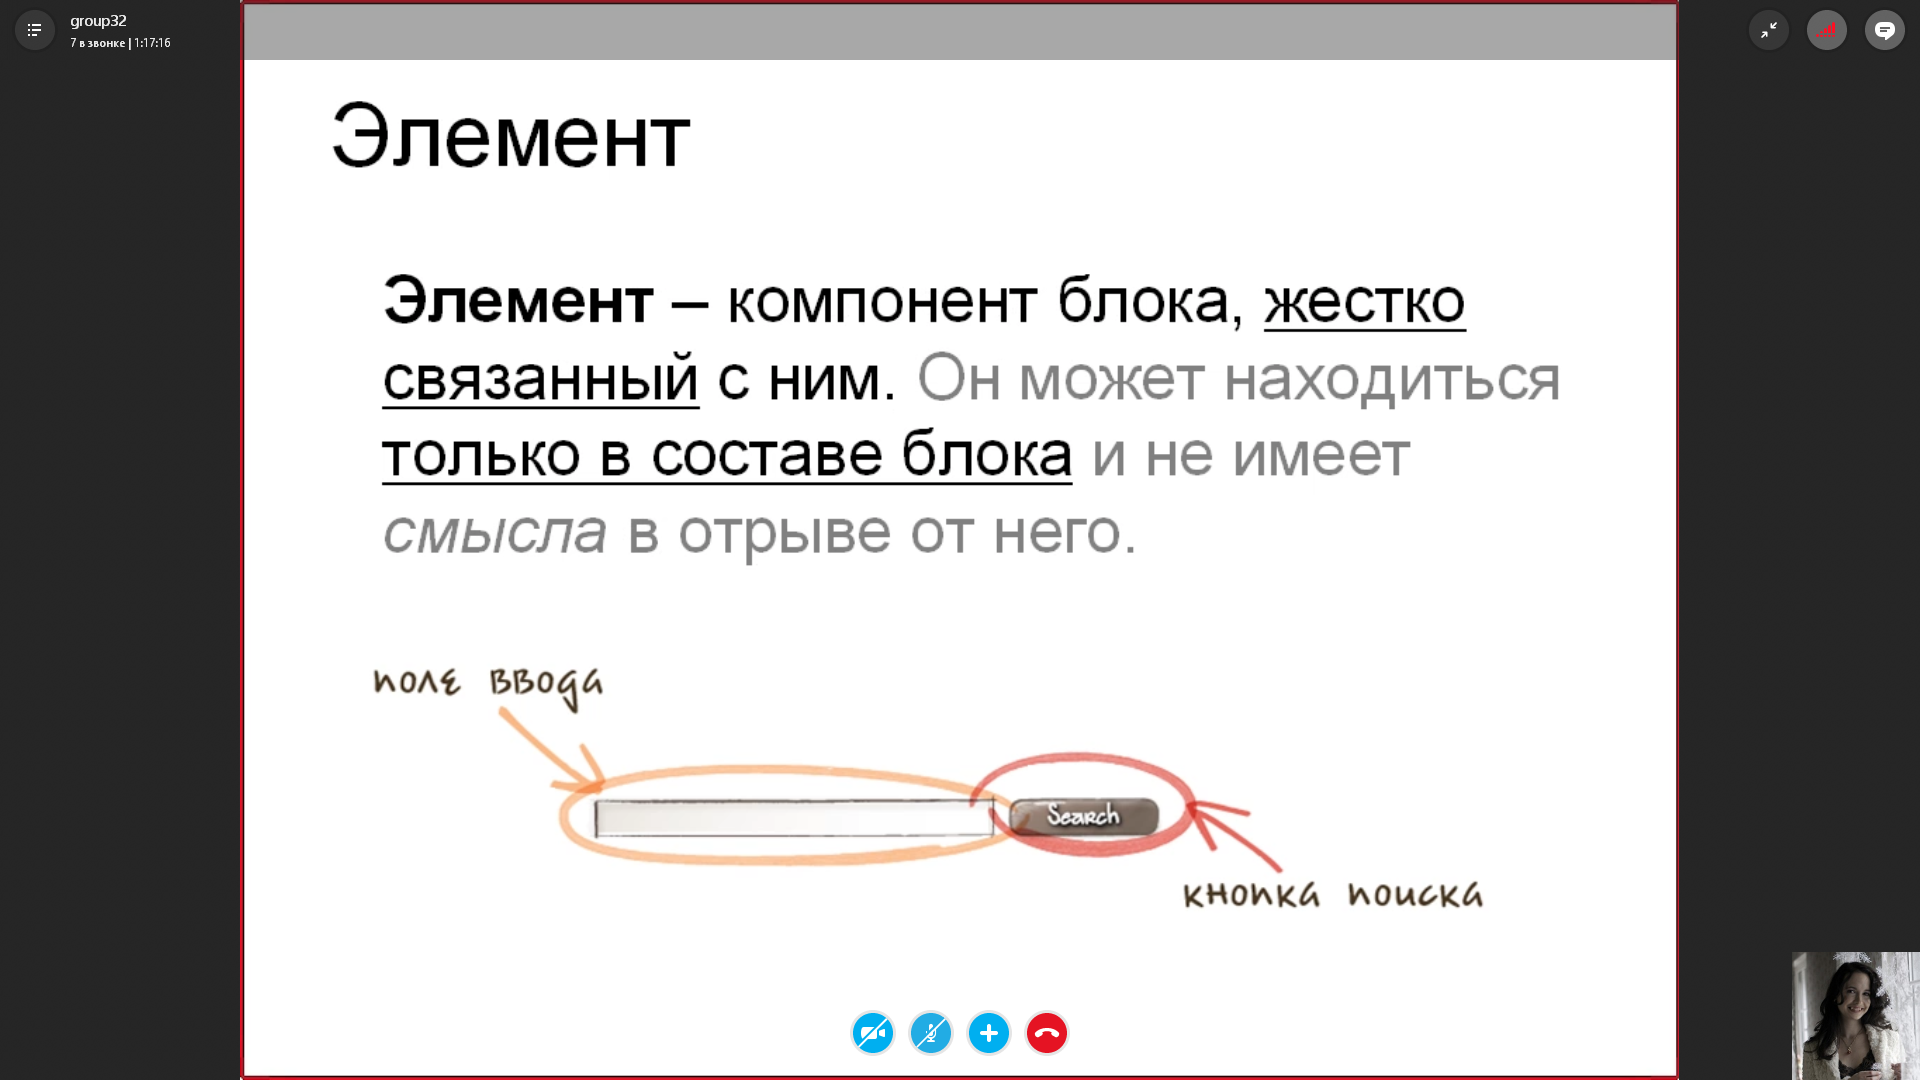 group32
7 в звонке | 1:17:16
Элемент
Элемент – компонент блока, жестко
связанный с ним. Он может находиться
только в составе блока и не имеет
смысла в отрыве от него.
поле ввода
Search
кнопка поиска